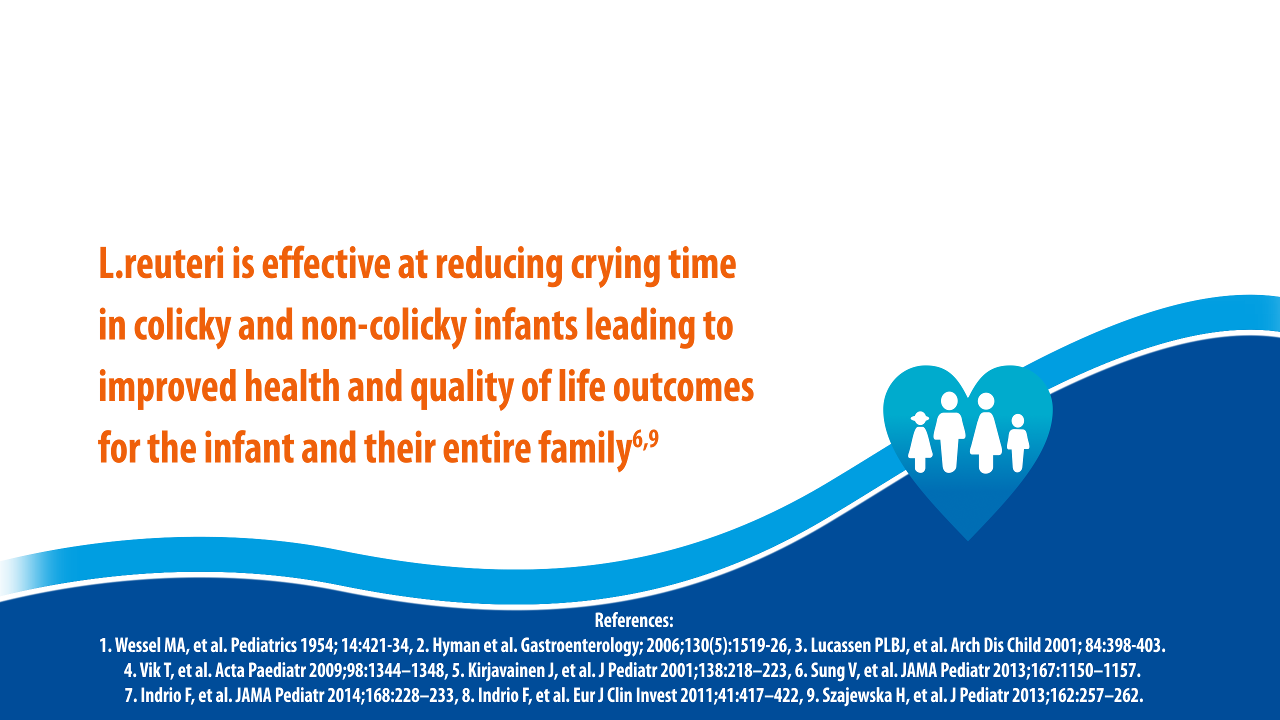 L.reuteri is effective at reducing crying time
in colicky and non-colicky infants leading to
improved health and quality of life outcomes
for the infant and their entire family6,9
References:
1. Wessel MA, et al. Pediatrics 1954; 14:421-34, 2. Hyman et al. Gastroenterology; 2006;130(5):1519-26, 3. Lucassen PLBJ, et al. Arch Dis Child 2001; 84:398-403.
4. Vik T, et al. Acta Paediatr 2009;98:1344–1348, 5. Kirjavainen J, et al. J Pediatr 2001;138:218–223, 6. Sung V, et al. JAMA Pediatr 2013;167:1150–1157.
7. Indrio F, et al. JAMA Pediatr 2014;168:228–233, 8. Indrio F, et al. Eur J Clin Invest 2011;41:417–422, 9. Szajewska H, et al. J Pediatr 2013;162:257–262.